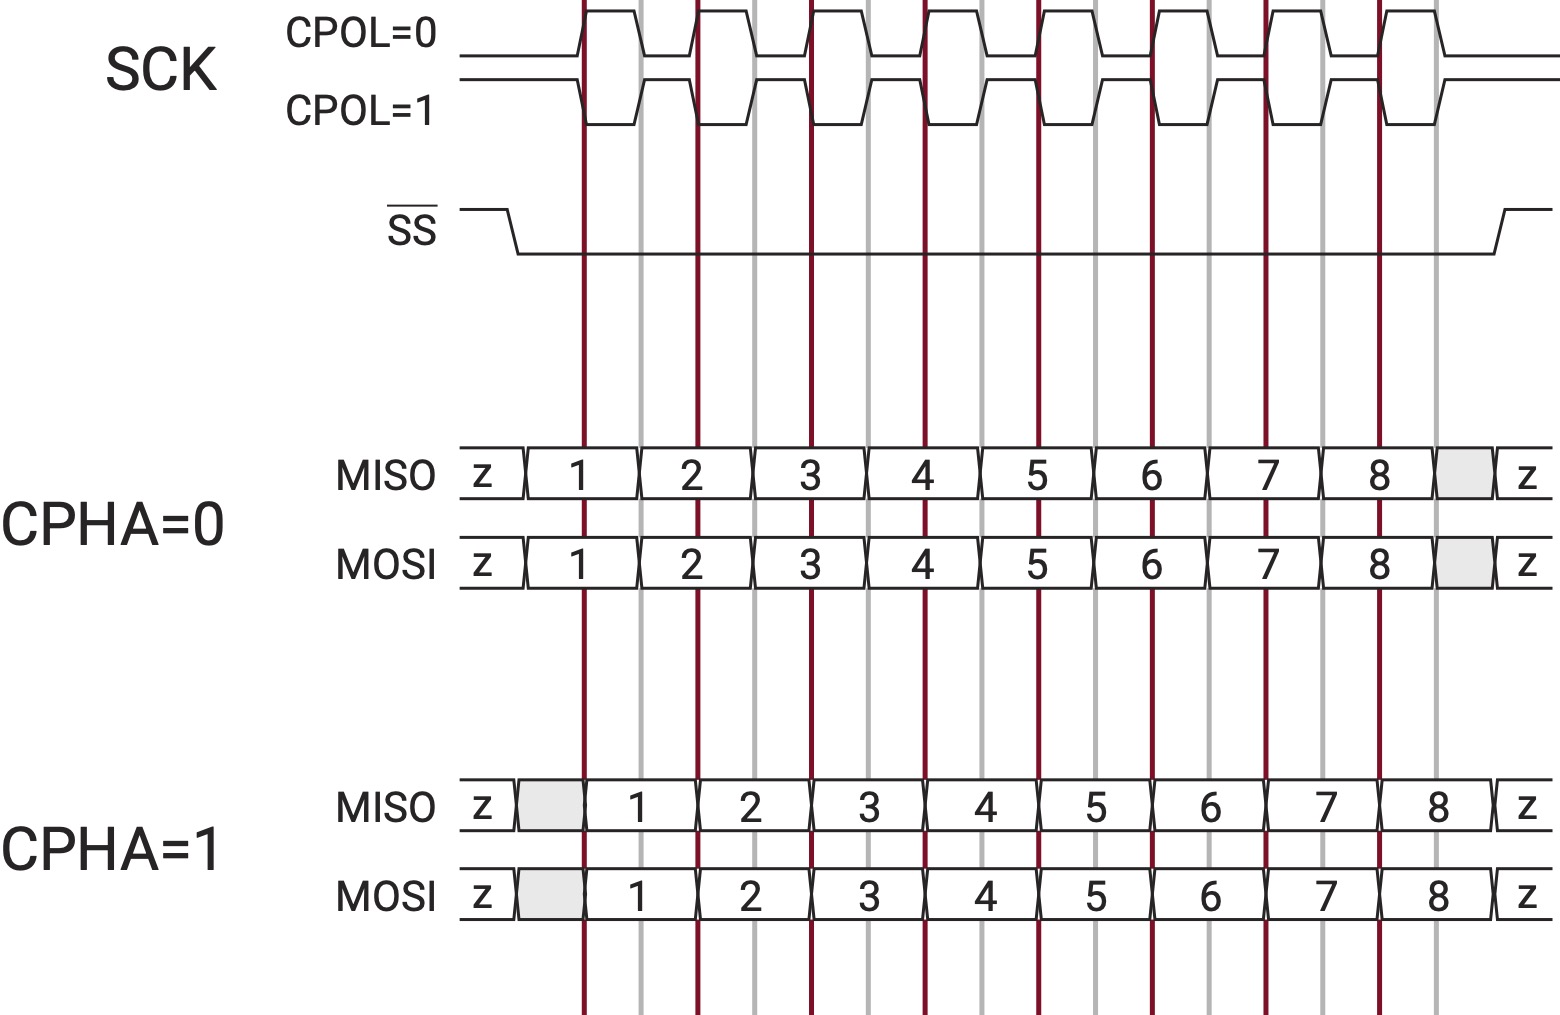 CPOL=0
SCK
CPOL=1
SS
MISO z 1 2 3 4 5 6 7 8 z
CPHA=0
MOSI z 1 2 3 4 5 6 7 8 z
MISO z 1 2 3 4 5 6 7 8 z
CPHA=1
MOSI z 1 2 3 4 5 6 7 8 z